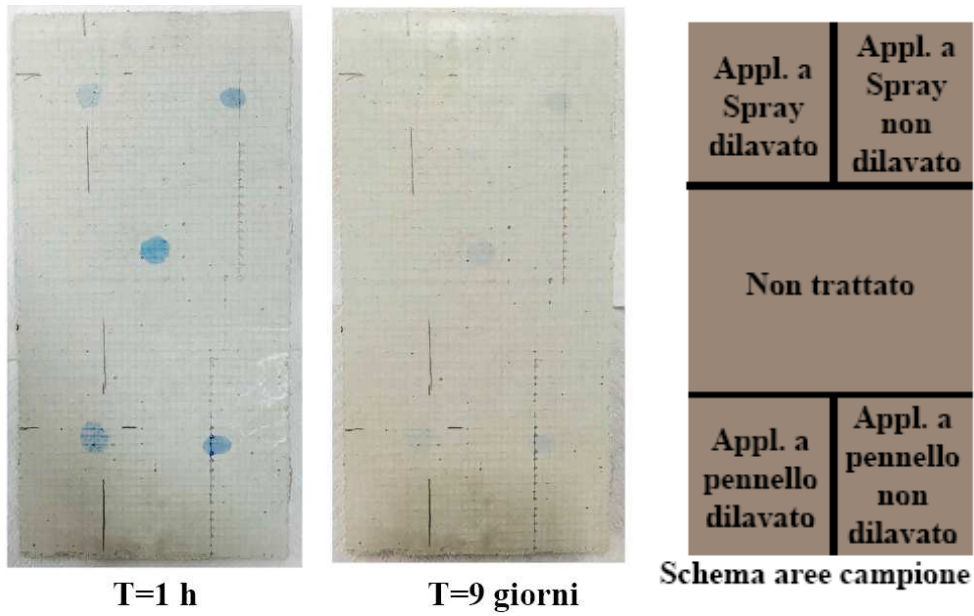 Appl. a
Spray
dilavato
Appl. a
Spray
non
dilavato
Non trattato
Appl. a
pennello
dilavato
Appl. a
pennello
non
dilavato
T=1 h
T=9 giorni
Schema aree campione